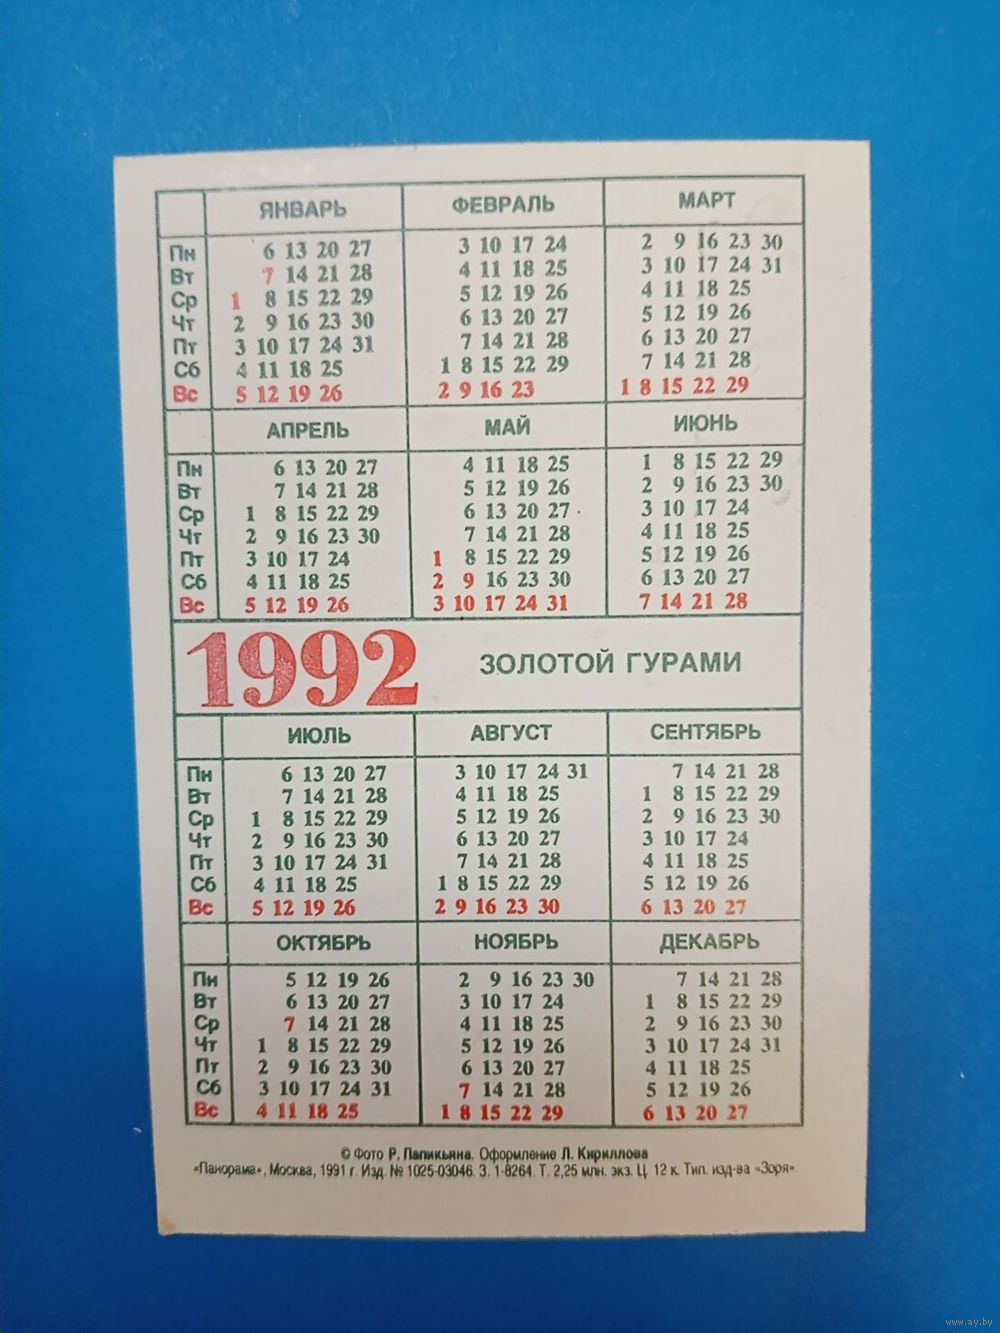 ЯНВАРЬ ФЕВРАЛЬ МАРТ
Пн 6 13 20 27 3 10 17 24 2 9 16 23 30
Вт 7 14 21 28 4 11 18 25 3 10 17 24 31
Ср 1 8 15 22 29 5 12 19 26 4 11 18 25
Чт 2 9 16 23 30 6 13 20 27 5 12 19 26
Пт 3 10 17 24 31 7 14 21 28 6 13 20 27
Сб 4 11 18 25 1 8 15 22 29 7 14 21 28
Вс 5 12 19 26 2 9 16 23 1 8 15 22 29
АПРЕЛЬ МАЙ ИЮНЬ
Пн 6 13 20 27 4 11 18 25 1 8 15 22 29
Вт 7 14 21 28 5 12 19 26 2 9 16 23 30
Ср 1 8 15 22 29 6 13 20 27 3 10 17 24
Чт 2 9 16 23 30 7 14 21 28 4 11 18 25
Пт 3 10 17 24 1 8 15 22 29 5 12 19 26
Сб 4 11 18 25 2 9 16 23 30 6 13 20 27
Вс 5 12 19 26 3 10 17 24 31 7 14 21 28
1992 ЗОЛОТОЙ ГУРАМИ
ИЮЛЬ АВГУСТ СЕНТЯБРЬ
Пн 6 13 20 27 3 10 17 24 31 7 14 21 28
Вт 7 14 21 28 4 11 18 25 1 8 15 22 29
Ср 1 8 15 22 29 5 12 19 26 2 9 16 23 30
Чт 2 9 16 23 30 6 13 20 27 3 10 17 24
Пт 3 10 17 24 31 7 14 21 28 4 11 18 25
Сб 4 11 18 25 1 8 15 22 29 5 12 19 26
Вс 5 12 19 26 2 9 16 23 30 6 13 20 27
ОКТЯБРЬ НОЯБРЬ ДЕКАБРЬ
Пн 5 12 19 26 2 9 16 23 30 7 14 21 28
Вт 6 13 20 27 3 10 17 24 1 8 15 22 29
Ср 7 14 21 28 4 11 18 25 2 9 16 23 30
Чт 1 8 15 22 29 5 12 19 26 3 10 17 24 31
Пт 2 9 16 23 30 6 13 20 27 4 11 18 25
Сб 3 10 17 24 31 7 14 21 28 5 12 19 26
Вс 4 11 18 25 1 8 15 22 29 6 13 20 27
© Фото Р. Папикьяна. Оформление Л. Кириллова
«Панорама», Москва, 1991 г. Изд. № 1025-03046. З. 1-8264. Т. 2,25 млн. экз. Ц. 12 к. Тип. изд-ва «Зоря».
www.ay.by